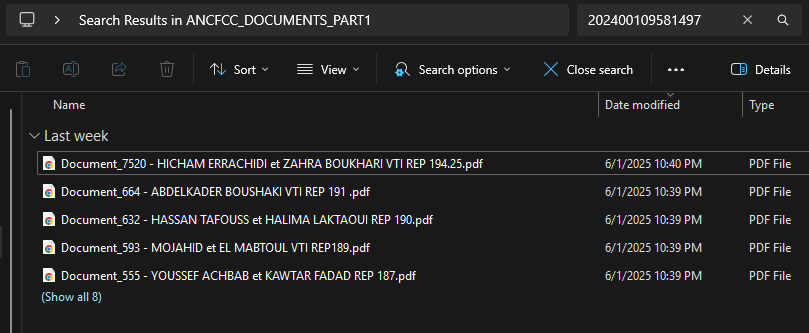 Search Results in ANCFCC_DOCUMENTS_PART1
202400109581497
Sort
View
Search options
Close search
Details
Name
Date modified
Type
Last week
Document_7520 - HICHAM ERRACHIDI et ZAHRA BOUKHARI VTI REP 194.25.pdf 6/1/2025 10:40 PM PDF File
Document_664 - ABDELKADER BOUSHAKI VTI REP 191 .pdf 6/1/2025 10:39 PM PDF File
Document_632 - HASSAN TAFOUSS et HALIMA LAKTAOUI REP 190.pdf 6/1/2025 10:39 PM PDF File
Document_593 - MOJAHID et EL MABTOUL VTI REP189.pdf 6/1/2025 10:39 PM PDF File
Document_555 - YOUSSEF ACHBAB et KAWTAR FADAD REP 187.pdf 6/1/2025 10:39 PM PDF File
(Show all 8)